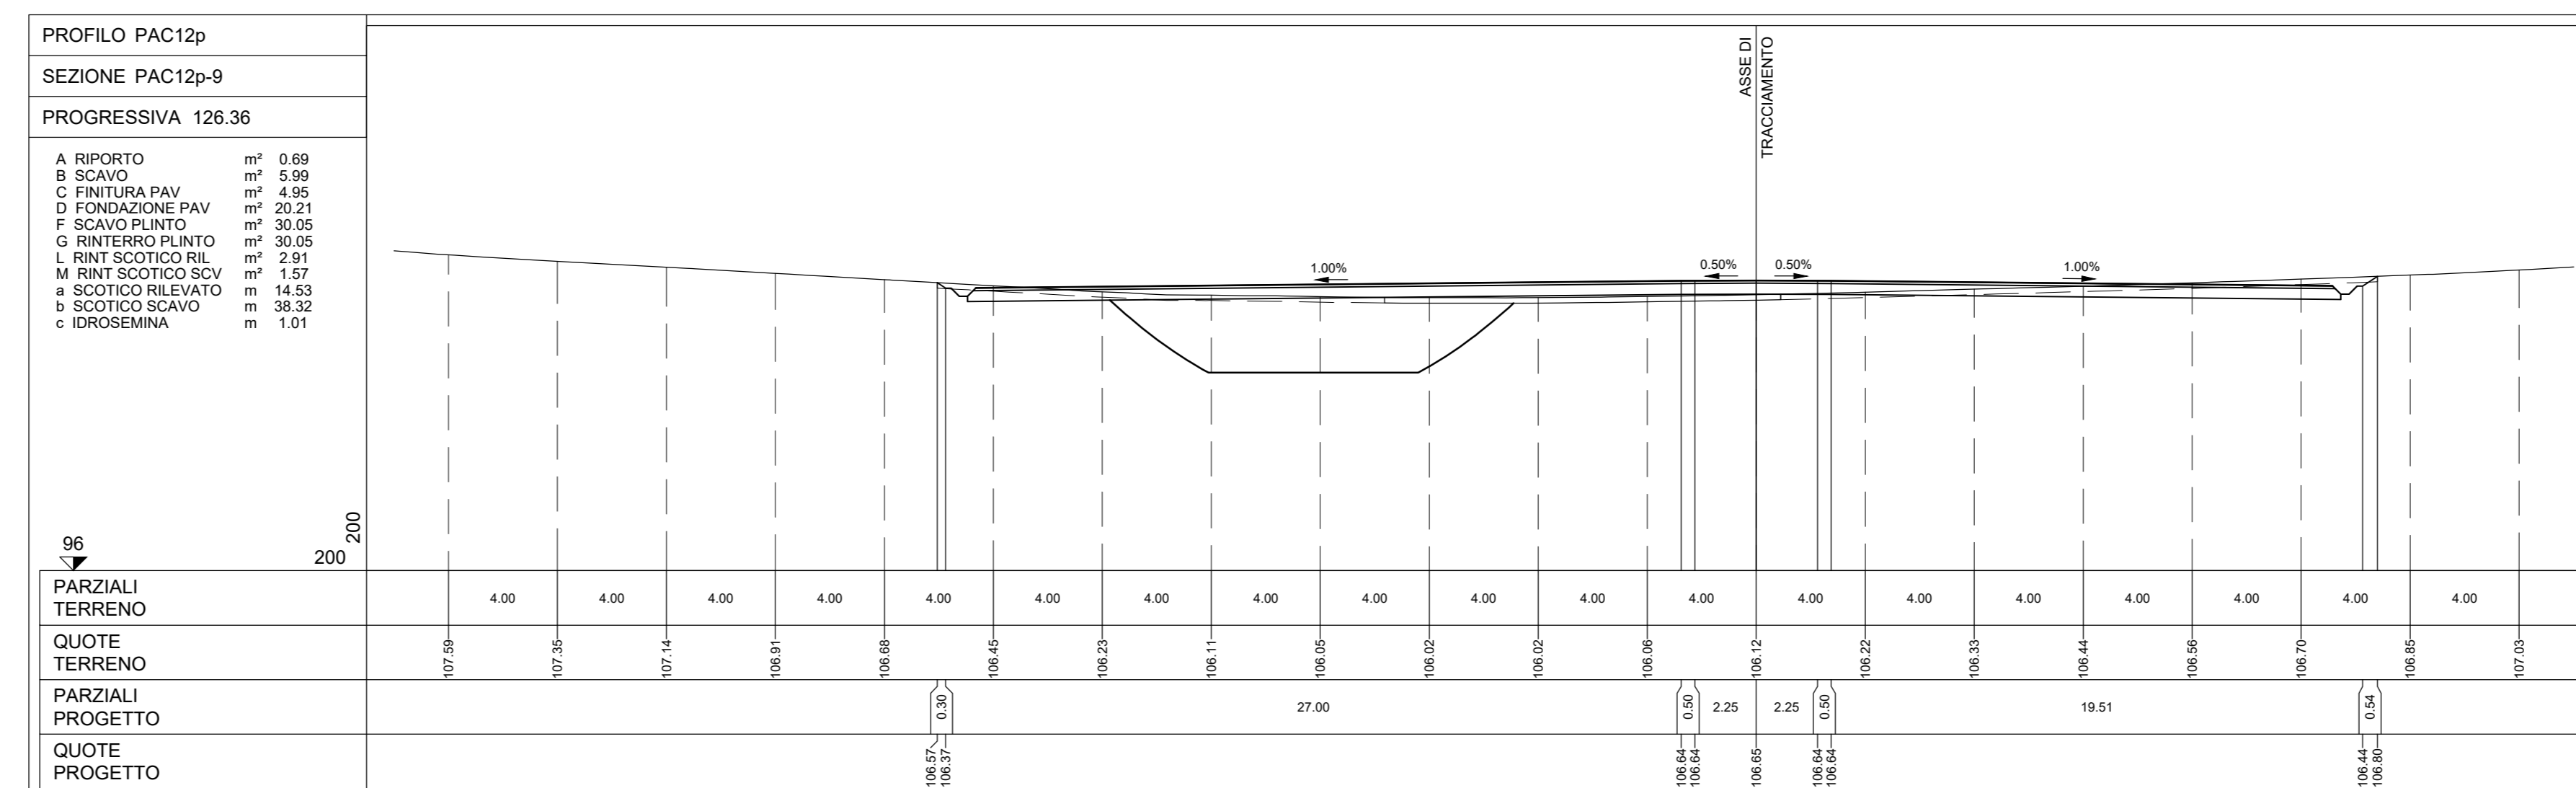 PROFILO PAC12p
SEZIONE PAC12p-9
PROGRESSIVA 126.36
A RIPORTO m² 0.69
B SCAVO m² 5.99
C FINITURA PAV m² 4.95
D FONDAZIONE PAV m² 20.21
F SCAVO PLINTO m² 30.05
G RINTERRO PLINTO m² 30.05
L RINT SCOTICO RIL m² 2.91
M RINT SCOTICO SCV m² 1.57
a SCOTICO RILEVATO m 14.53
b SCOTICO SCAVO m 38.32
c IDROSEMINA m 1.01
ASSE DI
TRACCIAMENTO
1.00% 0.50% 0.50% 1.00%
96
200
200
PARZIALI
TERRENO
4.00 4.00 4.00 4.00 4.00 4.00 4.00 4.00 4.00 4.00 4.00 4.00 4.00 4.00 4.00 4.00 4.00 4.00 4.00
QUOTE
TERRENO
107.59 107.35 107.14 106.91 106.68 106.45 106.23 106.11 106.05 106.02 106.02 106.06 106.12 106.22 106.33 106.44 106.56 106.70 106.85 107.03
PARZIALI
PROGETTO
0.30 27.00 0.50 2.25 2.25 0.50 19.51 0.54
QUOTE
PROGETTO
106.57 106.37 106.64 106.64 106.65 106.64 106.64 106.44 106.80